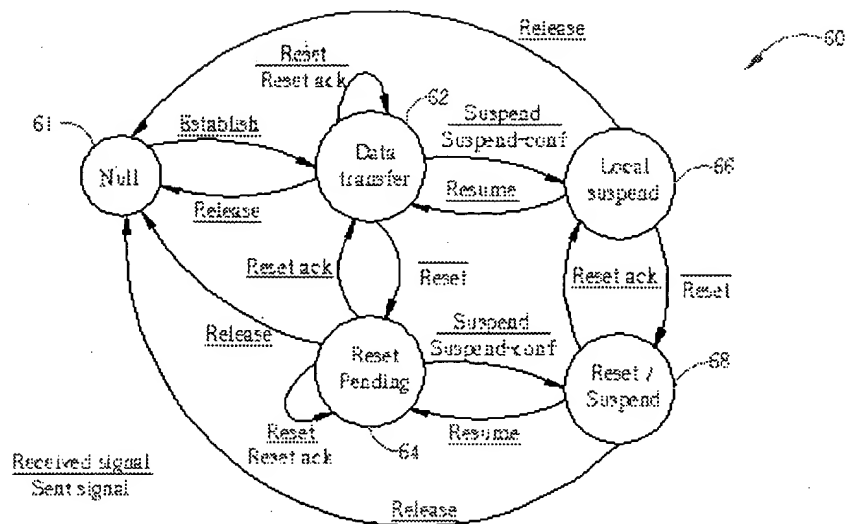 Release
60
Reset
Reset ack
62
61
Establish
Suspend
Suspend-conf
Null
Data
transfer
Local
suspend
66
Resume
Release
Reset ack
Reset
Reset ack
Reset
Release
Suspend
Suspend-conf
Reset
Pending
Reset /
Suspend
68
Reset
Reset ack
64
Resume
Received signal
Sent signal
Release